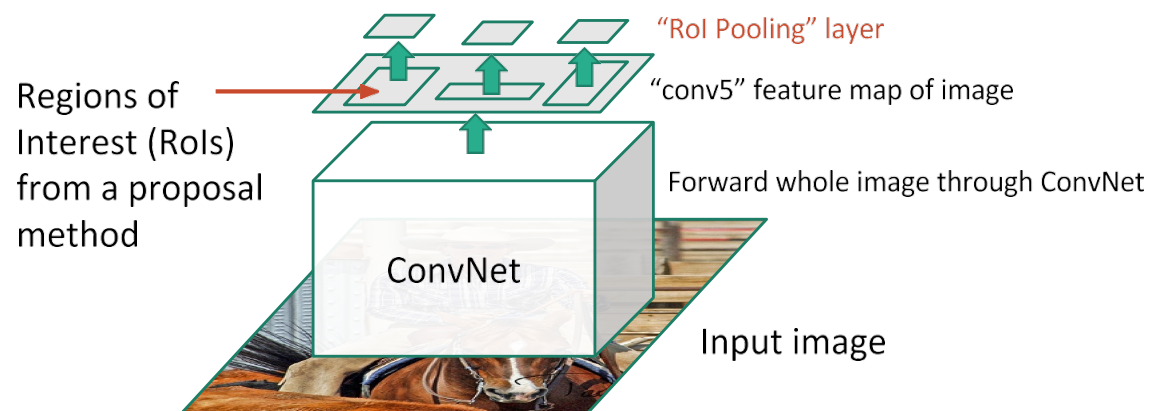 “RoI Pooling” layer
“conv5” feature map of image
Regions of
Interest (RoIs)
from a proposal
method
Forward whole image through ConvNet
ConvNet
Input image